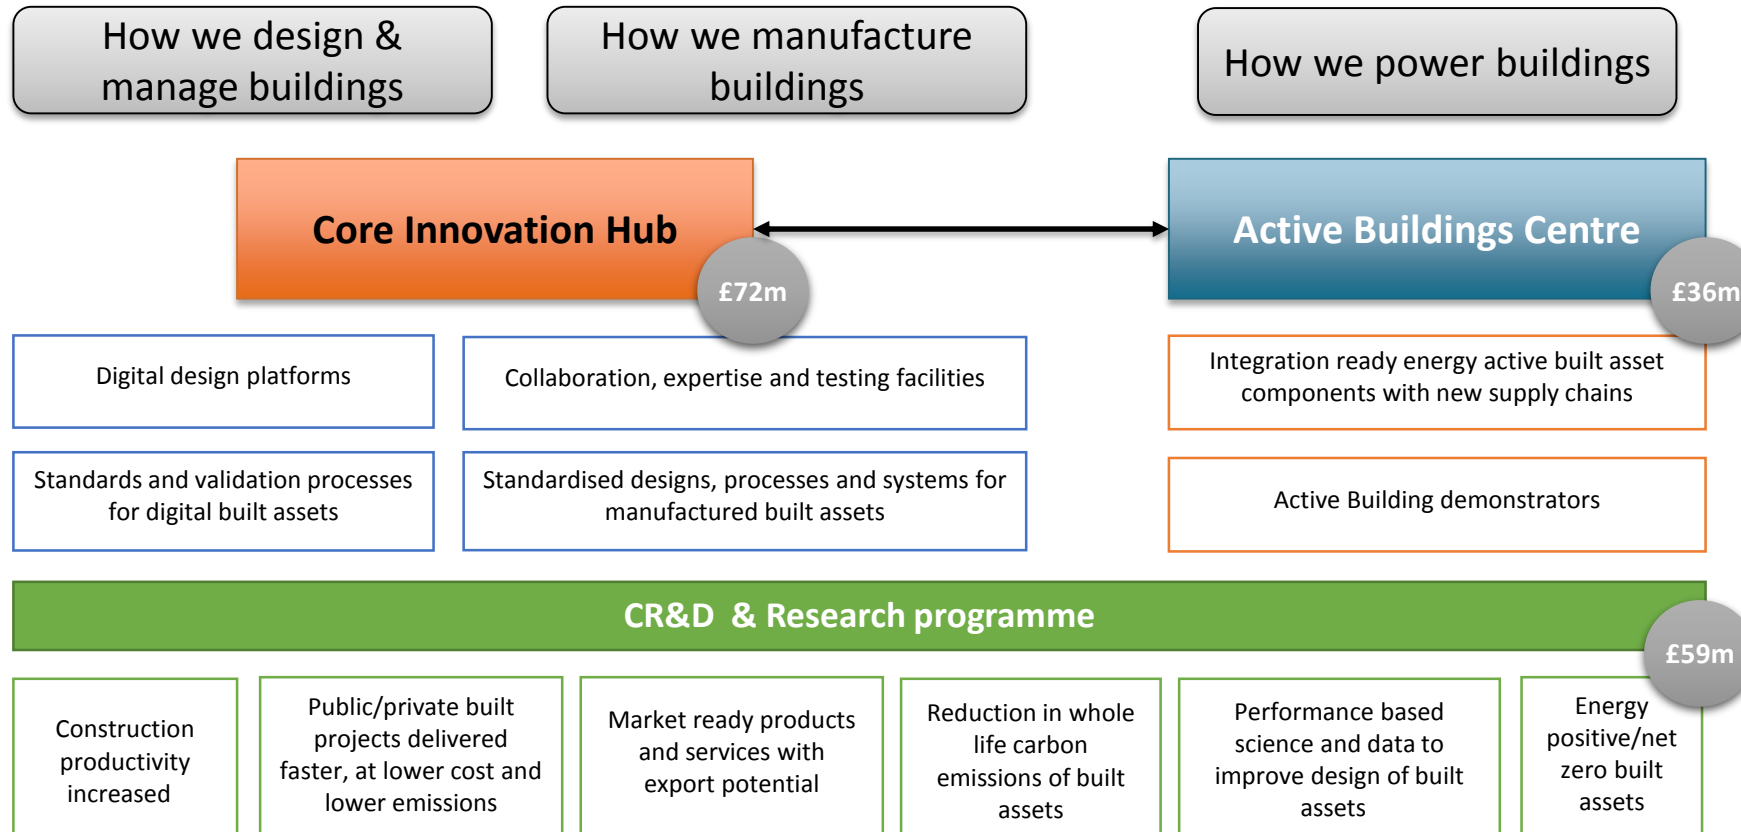 How we design &
manage buildings
How we manufacture
buildings
How we power buildings
Core Innovation Hub
£72m
Active Buildings Centre
£36m
Digital design platforms
Collaboration, expertise and testing facilities
Integration ready energy active built asset
components with new supply chains
Standards and validation processes
for digital built assets
Standardised designs, processes and systems for
manufactured built assets
Active Building demonstrators
CR&D & Research programme
£59m
Construction
productivity
increased
Public/private built
projects delivered
faster, at lower cost and
lower emissions
Market ready products
and services with
export potential
Reduction in whole
life carbon
emissions of built
assets
Performance based
science and data to
improve design of built
assets
Energy
positive/net
zero built
assets